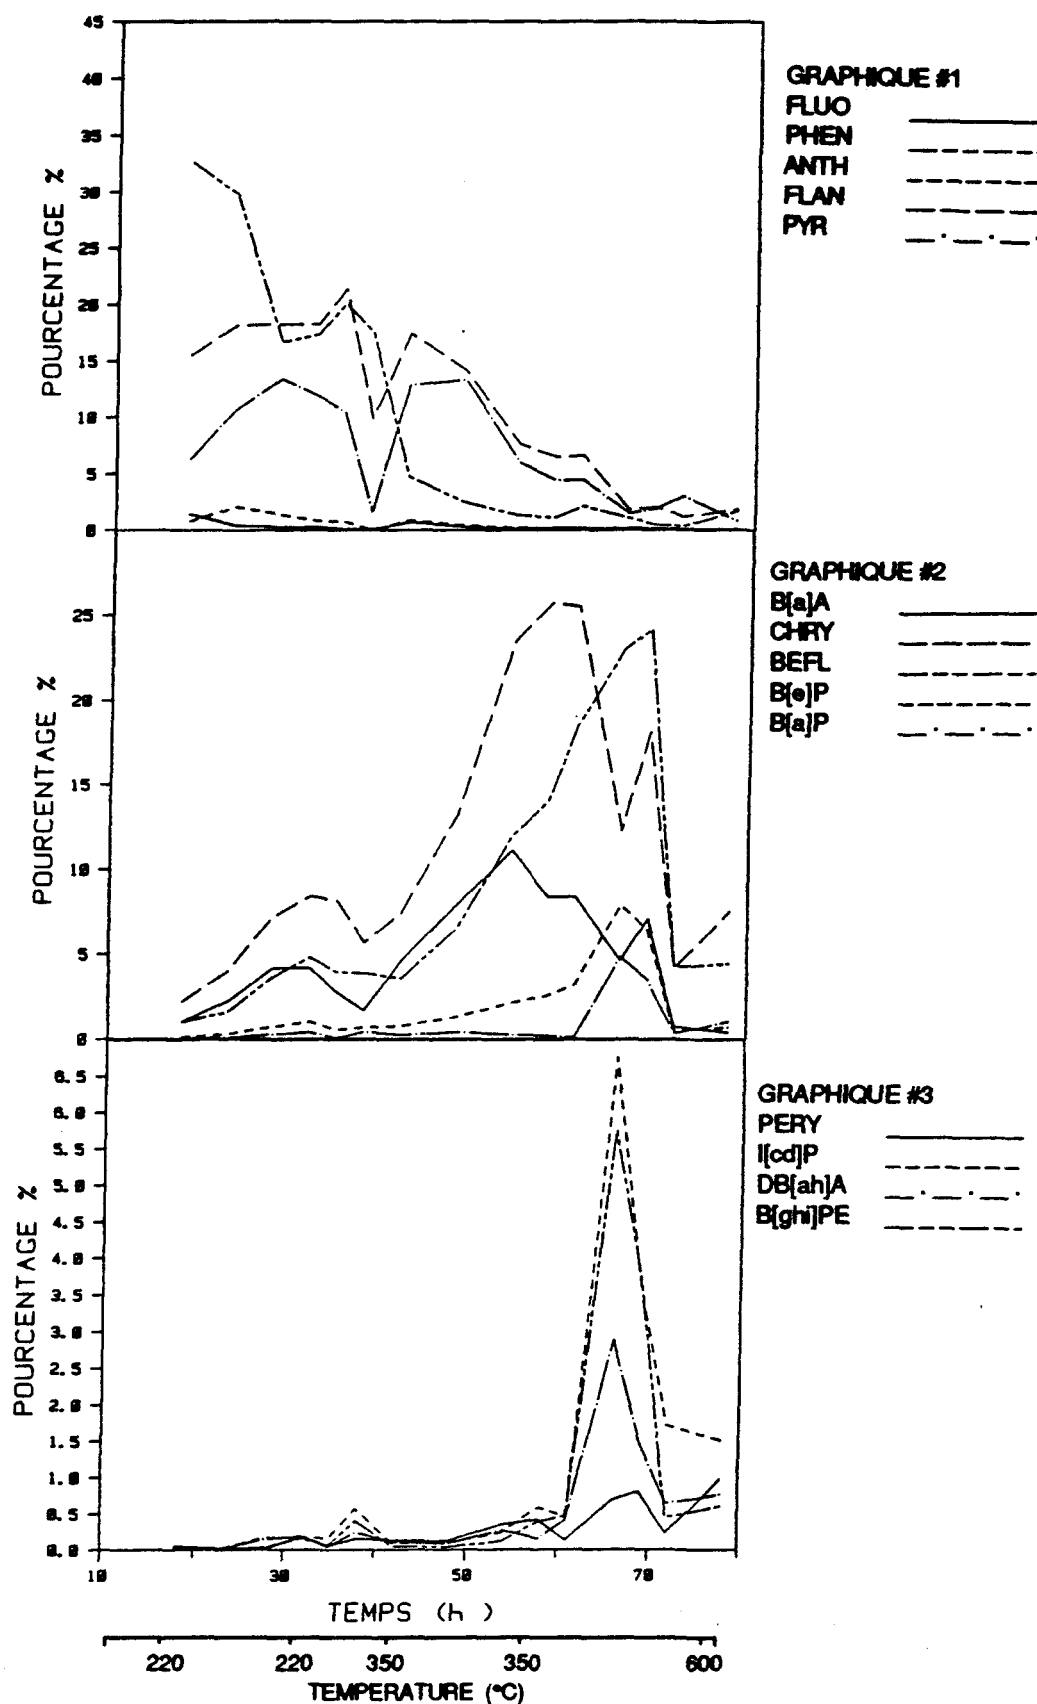 45
40
35
30
25
20
15
10
5
0
POURCENTAGE %
GRAPHIQUE #1
FLUO
PHEN
ANTH
FLAN
PYR
25
20
15
10
5
0
POURCENTAGE %
GRAPHIQUE #2
B[a]A
CHRY
BEFL
B[e]P
B[a]P
6.5
6.0
5.5
5.0
4.5
4.0
3.5
3.0
2.5
2.0
1.5
1.0
0.5
0.0
POURCENTAGE %
GRAPHIQUE #3
PERY
I[cd]P
DB[ah]A
B[ghi]PE
10 30 50 70
TEMPS (h)
220 220 350 350 600
TEMPERATURE (°C)